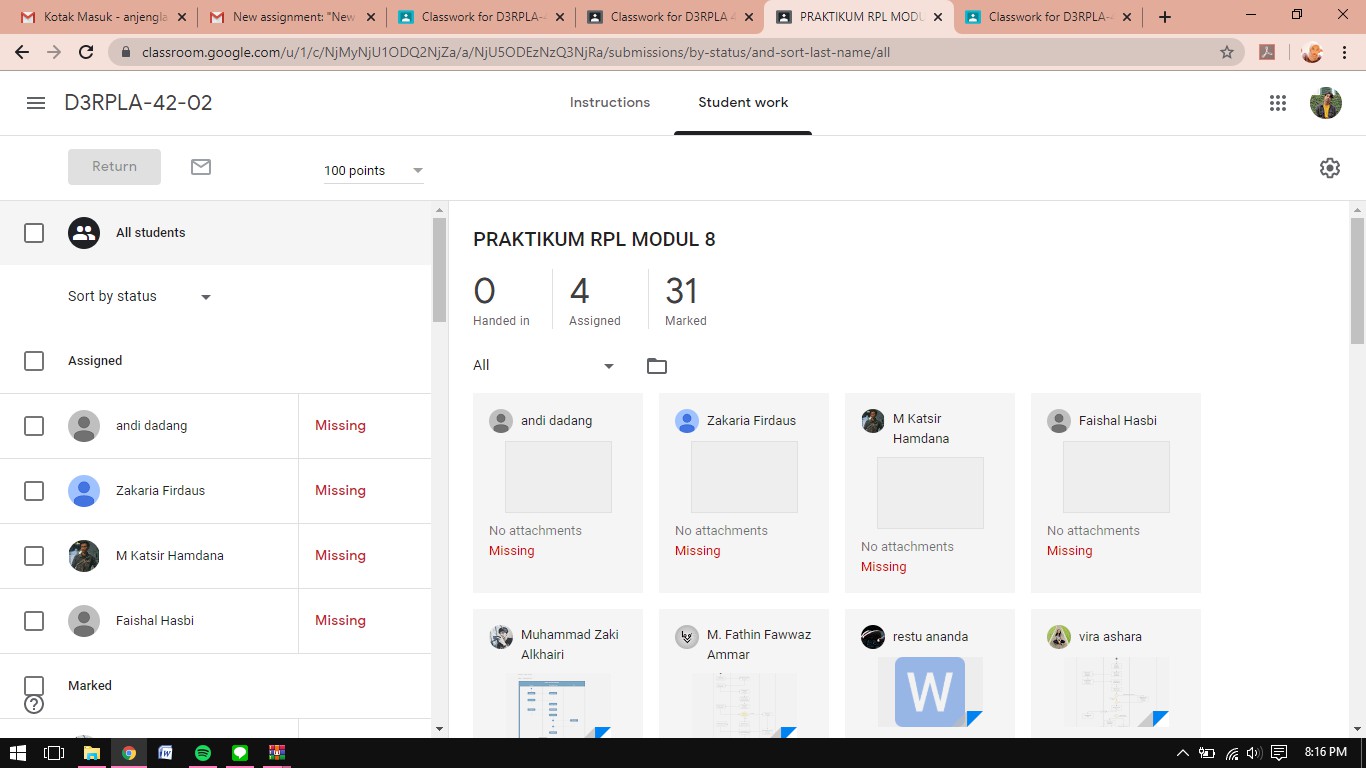 Kotak Masuk - anjengla
New assignment: "New
Classwork for D3RPLA-4
Classwork for D3RPLA 4
PRAKTIKUM RPL MODU
Classwork for D3RPLA-4
classroom.google.com/u/1/c/NjMyNjU1ODQ2NjZa/a/NjU5ODEzNzQ3NjRa/submissions/by-status/and-sort-last-name/all
D3RPLA-42-02
Instructions
Student work
Return
100 points
All students
Sort by status
Assigned
andi dadang
Missing
Zakaria Firdaus
Missing
M Katsir Hamdana
Missing
Faishal Hasbi
Missing
Marked
PRAKTIKUM RPL MODUL 8
0
Handed in
4
Assigned
31
Marked
All
andi dadang
No attachments
Missing
Zakaria Firdaus
No attachments
Missing
M Katsir
Hamdana
No attachments
Missing
Faishal Hasbi
No attachments
Missing
Muhammad Zaki
Alkhairi
M. Fathin Fawwaz
Ammar
restu ananda
W
vira ashara
8:16 PM